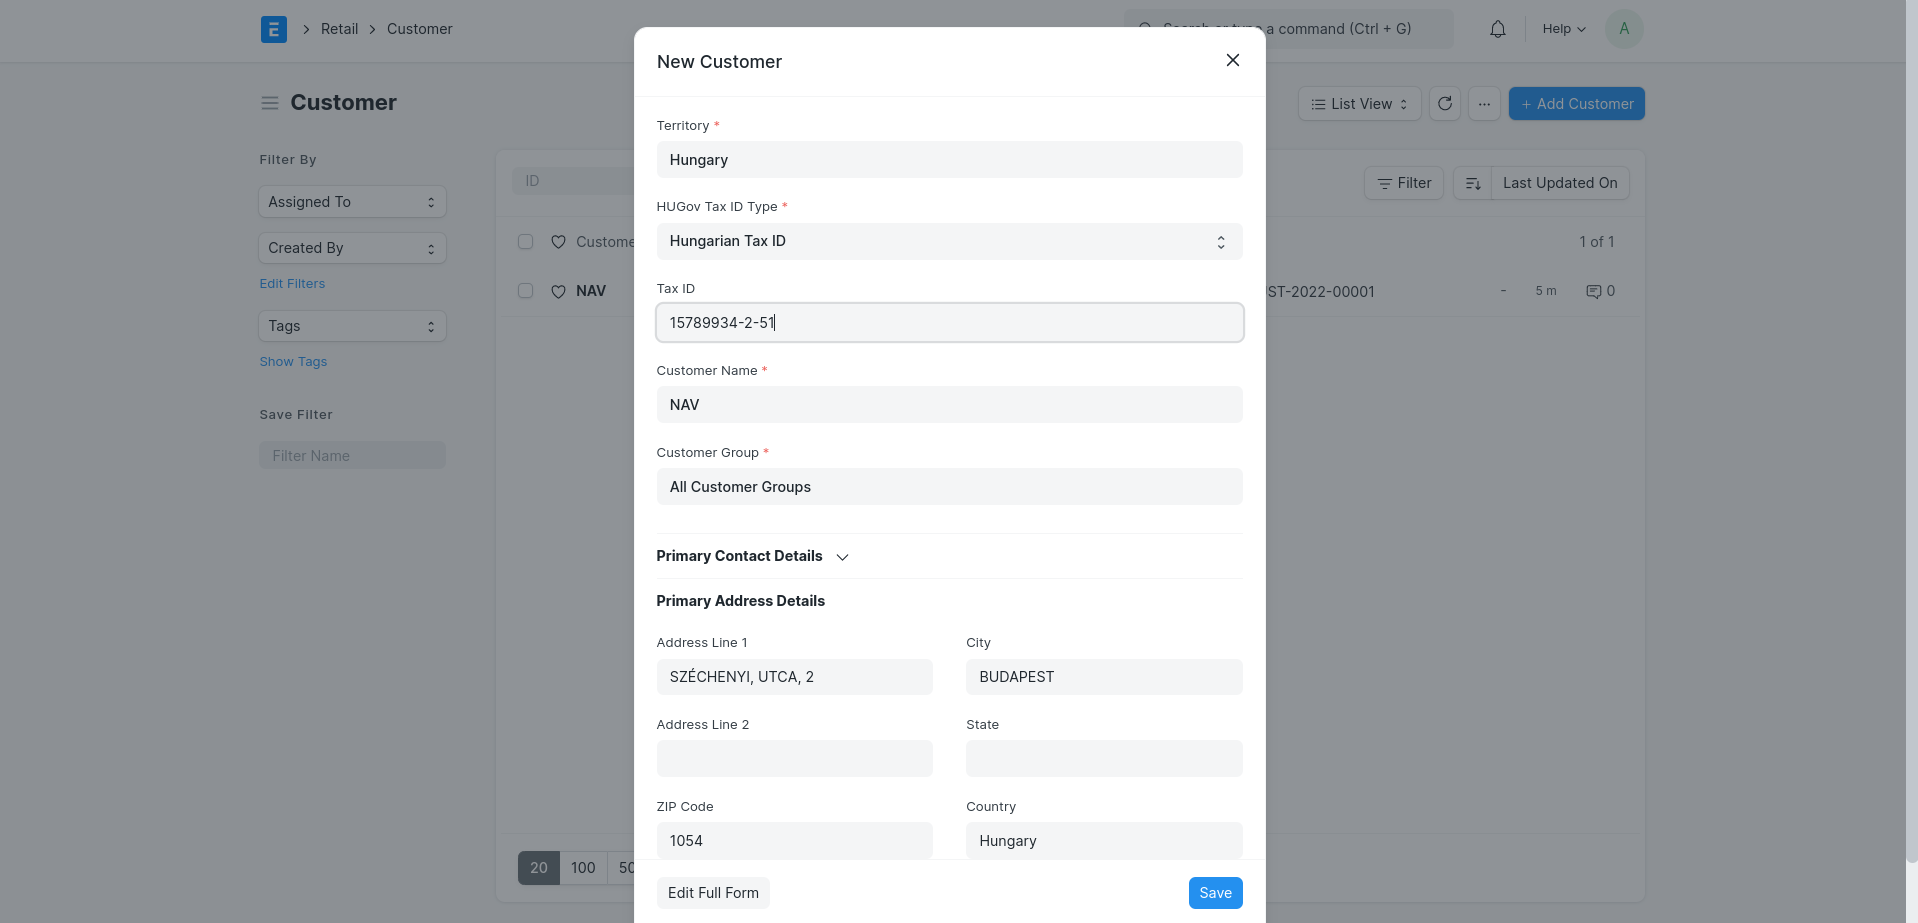 E Retail Customer
Search or type a command (Ctrl + G)
Help
A
Customer
List View
...
+ Add Customer
Filter By
Assigned To
Created By
Edit Filters
Tags
Show Tags
Save Filter
Filter Name
ID
Filter
Last Updated On
1 of 1
NAV
ST-2022-00001
-
5 m
0
20 100
New Customer
Territory *
Hungary
HUGov Tax ID Type *
Hungarian Tax ID
Tax ID
15789934-2-51
Customer Name *
NAV
Customer Group *
All Customer Groups
Primary Contact Details
Primary Address Details
Address Line 1
SZÉCHENYI, UTCA, 2
City
BUDAPEST
Address Line 2
State
ZIP Code
1054
Country
Hungary
Edit Full Form
Save